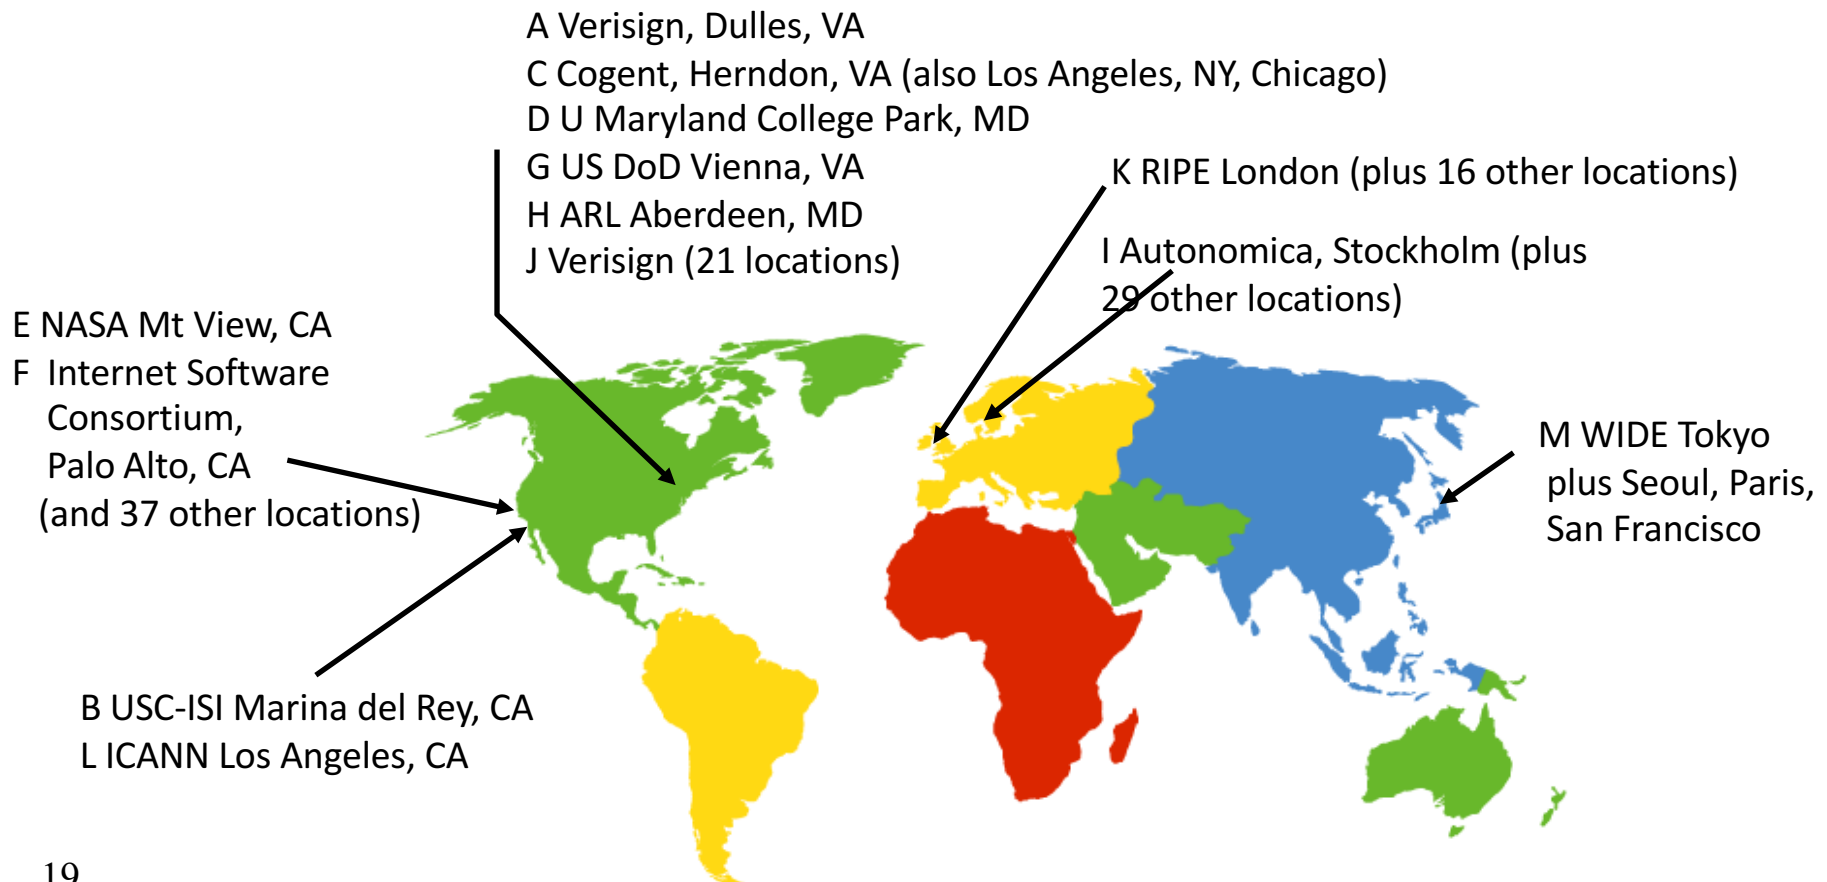 A Verisign, Dulles, VA
C Cogent, Herndon, VA (also Los Angeles, NY, Chicago)
D U Maryland College Park, MD
G US DoD Vienna, VA
H ARL Aberdeen, MD
J Verisign (21 locations)
K RIPE London (plus 16 other locations)
I Autonomica, Stockholm (plus
29 other locations)
E NASA Mt View, CA
F Internet Software
Consortium,
Palo Alto, CA
(and 37 other locations)
M WIDE Tokyo
plus Seoul, Paris,
San Francisco
B USC-ISI Marina del Rey, CA
L ICANN Los Angeles, CA
19